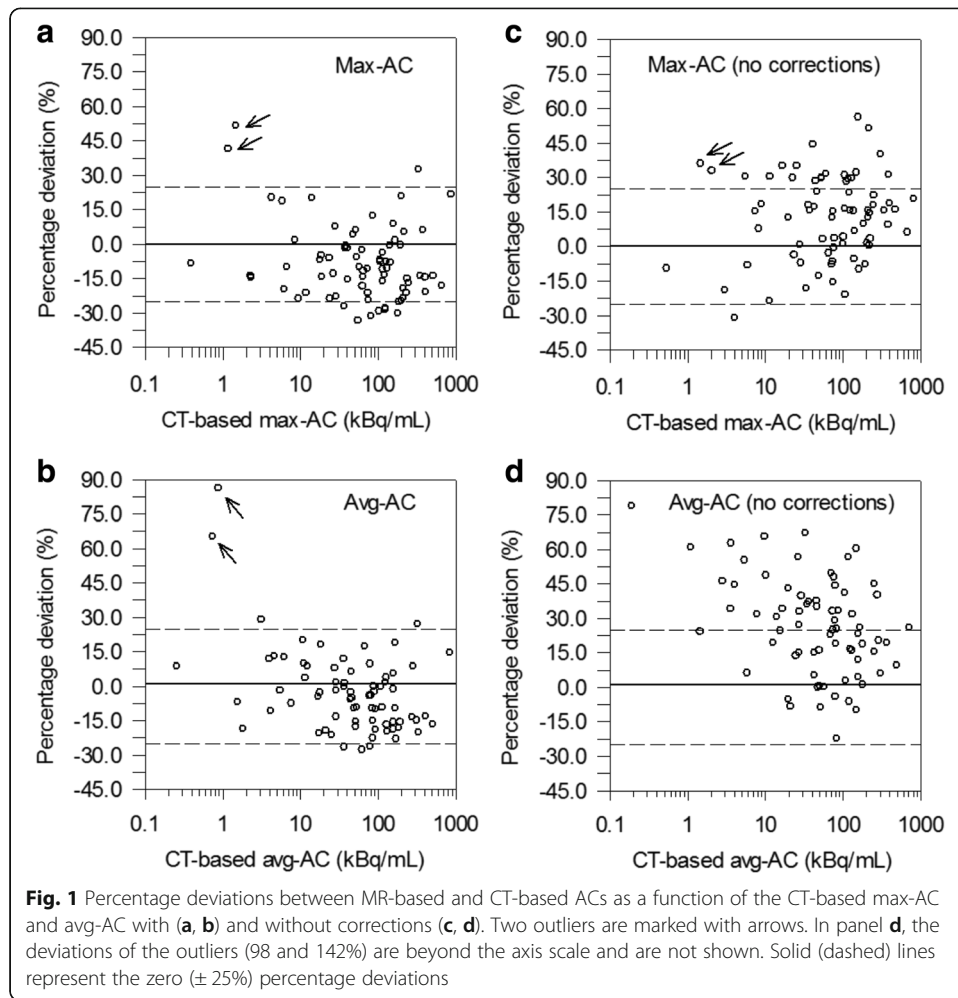 a
90.0
75.0
60.0
45.0
30.0
15.0
0.0
-15.0
-30.0
-45.0
Percentage deviation (%)
Max-AC
0.1 1 10 100 1000
CT-based max-AC (kBq/mL)
c
90.0
75.0
60.0
45.0
30.0
15.0
0.0
-15.0
-30.0
-45.0
Percentage deviation (%)
Max-AC (no corrections)
0.1 1 10 100 1000
CT-based max-AC (kBq/mL)
b
90.0
75.0
60.0
45.0
30.0
15.0
0.0
-15.0
-30.0
-45.0
Percentage deviation (%)
Avg-AC
0.1 1 10 100 1000
CT-based avg-AC (kBq/mL)
d
90.0
75.0
60.0
45.0
30.0
15.0
0.0
-15.0
-30.0
-45.0
Percentage deviation (%)
Avg-AC (no corrections)
0.1 1 10 100 1000
CT-based avg-AC (kBq/mL)
Fig. 1 Percentage deviations between MR-based and CT-based ACs as a function of the CT-based max-AC
and avg-AC with (a, b) and without corrections (c, d). Two outliers are marked with arrows. In panel d, the
deviations of the outliers (98 and 142%) are beyond the axis scale and are not shown. Solid (dashed) lines
represent the zero (± 25%) percentage deviations